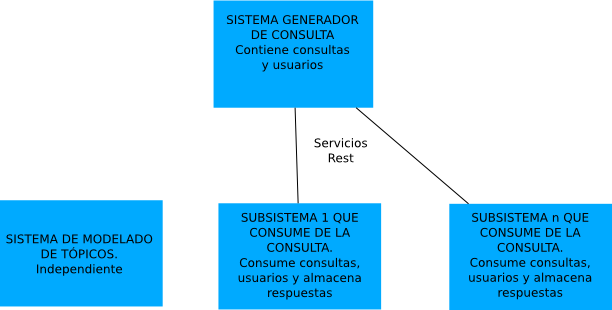 SISTEMA GENERADOR
DE CONSULTA
Contiene consultas
y usuarios
Servicios
Rest
SISTEMA DE MODELADO
DE TÓPICOS.
Independiente
SUBSISTEMA 1 QUE
CONSUME DE LA
CONSULTA.
Consume consultas,
usuarios y almacena
respuestas
SUBSISTEMA n QUE
CONSUME DE LA
CONSULTA.
Consume consultas,
usuarios y almacena
respuestas